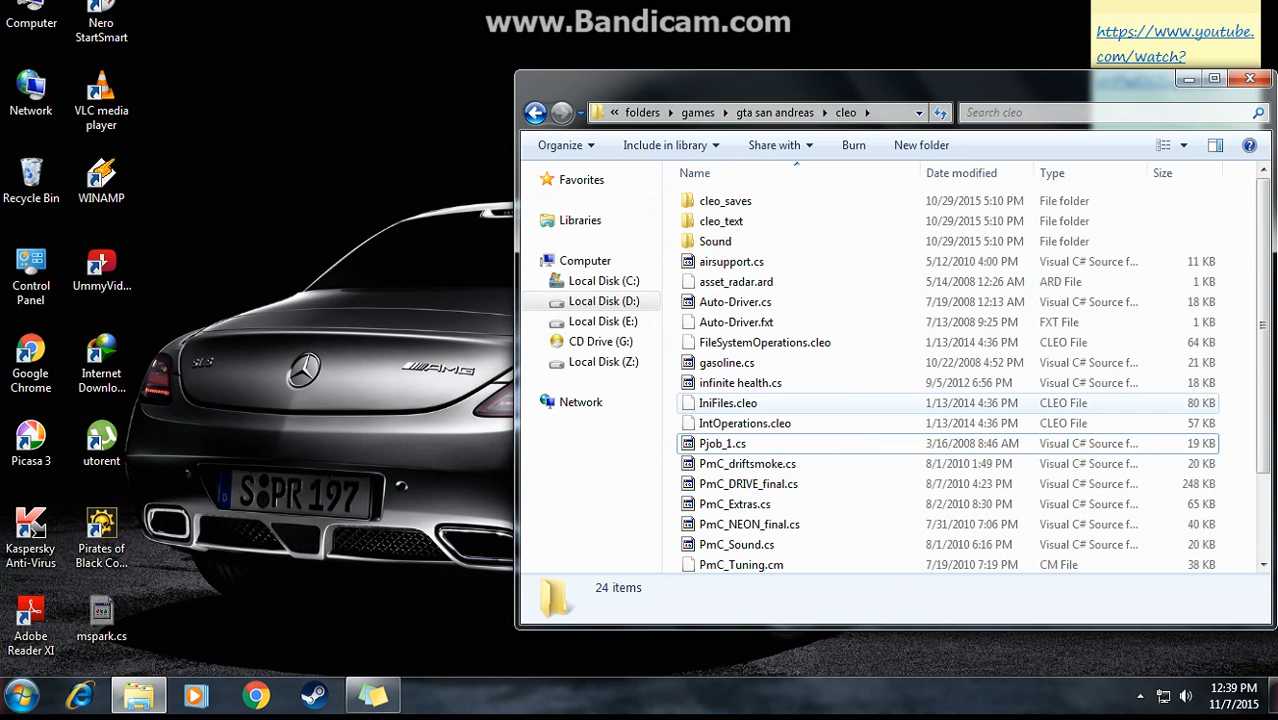 www.Bandicam.com
https://www.youtube.
com/watch?
Computer
Nero
StartSmart
Network
VLC media
player
Recycle Bin
WINAMP
Control
Panel
UmmyVid...
Google
Chrome
Internet
Downlo...
Picasa 3
utorent
Kaspersky
Anti-Virus
Pirates of
Black Co...
Adobe
Reader XI
mspark.cs
SLS
AMG
S PR 197
« folders games gta san andreas cleo
Search cleo
Organize Include in library Share with Burn New folder
Favorites
Libraries
Computer
Local Disk (C:)
Local Disk (D:)
Local Disk (E:)
CD Drive (G:)
Local Disk (Z:)
Network
Name Date modified Type Size
cleo_saves 10/29/2015 5:10 PM File folder
cleo_text 10/29/2015 5:10 PM File folder
Sound 10/29/2015 5:10 PM File folder
airsupport.cs 5/12/2010 4:00 PM Visual C# Source f... 11 KB
asset_radar.ard 5/14/2008 12:26 AM ARD File 1 KB
Auto-Driver.cs 7/19/2008 12:13 AM Visual C# Source f... 18 KB
Auto-Driver.fxt 7/13/2008 9:25 PM FXT File 1 KB
FileSystemOperations.cleo 1/13/2014 4:36 PM CLEO File 64 KB
gasoline.cs 10/22/2008 4:52 PM Visual C# Source f... 21 KB
infinite health.cs 9/5/2012 6:56 PM Visual C# Source f... 18 KB
IniFiles.cleo 1/13/2014 4:36 PM CLEO File 80 KB
IntOperations.cleo 1/13/2014 4:36 PM CLEO File 57 KB
Pjob_1.cs 3/16/2008 8:46 AM Visual C# Source f... 19 KB
PmC_driftsmoke.cs 8/1/2010 1:49 PM Visual C# Source f... 20 KB
PmC_DRIVE_final.cs 8/7/2010 4:23 PM Visual C# Source f... 248 KB
PmC_Extras.cs 8/2/2010 8:30 PM Visual C# Source f... 65 KB
PmC_NEON_final.cs 7/31/2010 7:06 PM Visual C# Source f... 40 KB
PmC_Sound.cs 8/1/2010 6:16 PM Visual C# Source f... 20 KB
PmC_Tuning.cm 7/19/2010 7:19 PM CM File 38 KB
24 items
12:39 PM
11/7/2015